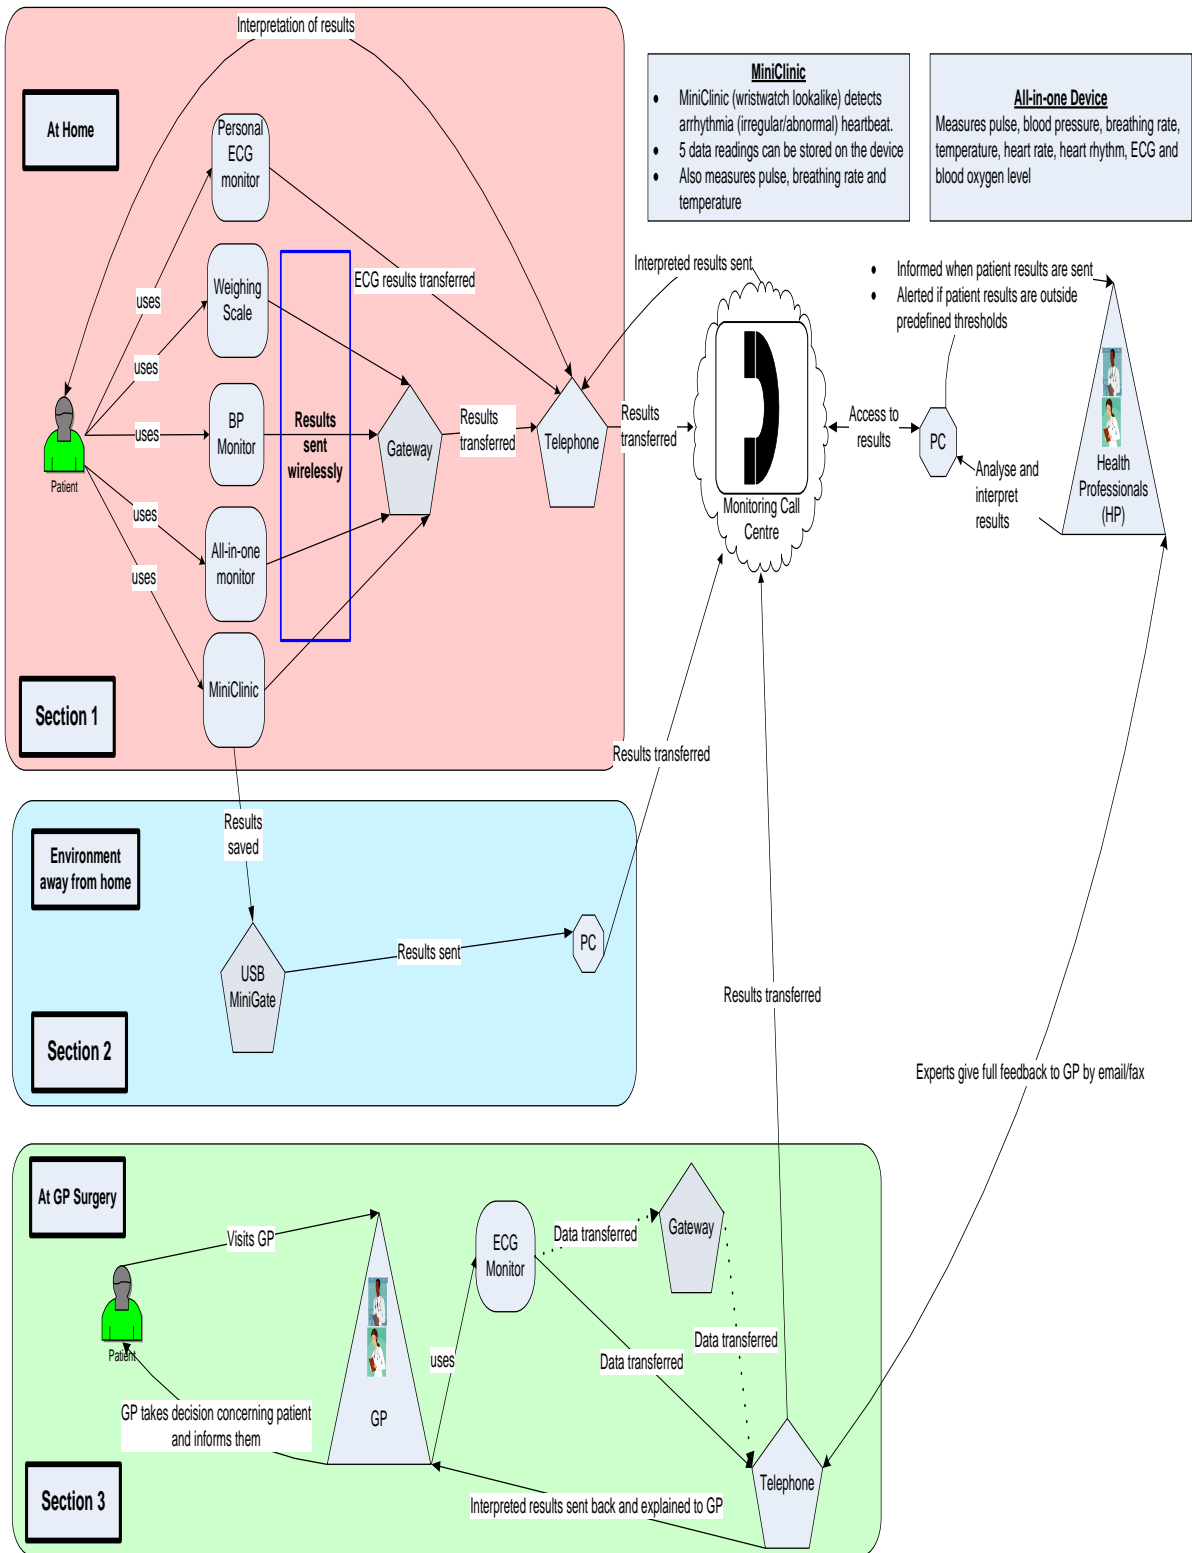 Interpretation of results
At Home
Personal
ECG
monitor
Weighing
Scale
BP
Monitor
All-in-one
monitor
MiniClinic
uses
uses
uses
uses
uses
Patient
Results
sent
wirelessly
ECG results transferred
Gateway
Results
transferred
Telephone
Results
transferred
Section 1
MiniClinic
• MiniClinic (wristwatch lookalike) detects
arrhythmia (irregular/abnormal) heartbeat.
• 5 data readings can be stored on the device
• Also measures pulse, breathing rate and
temperature
All-in-one Device
Measures pulse, blood pressure, breathing rate,
temperature, heart rate, heart rhythm, ECG and
blood oxygen level
Interpreted results sent
• Informed when patient results are sent
• Alerted if patient results are outside
predefined thresholds
Monitoring Call
Centre
Access to
results
PC
Analyse and
interpret
results
Health
Professionals
(HP)
Results transferred
Results
saved
Environment
away from home
USB
MiniGate
Results sent
PC
Section 2
Results transferred
Experts give full feedback to GP by email/fax
At GP Surgery
Visits GP
Patient
GP takes decision concerning patient
and informs them
GP
uses
ECG
Monitor
Data transferred
Gateway
Data transferred
Data transferred
Telephone
Interpreted results sent back and explained to GP
Section 3